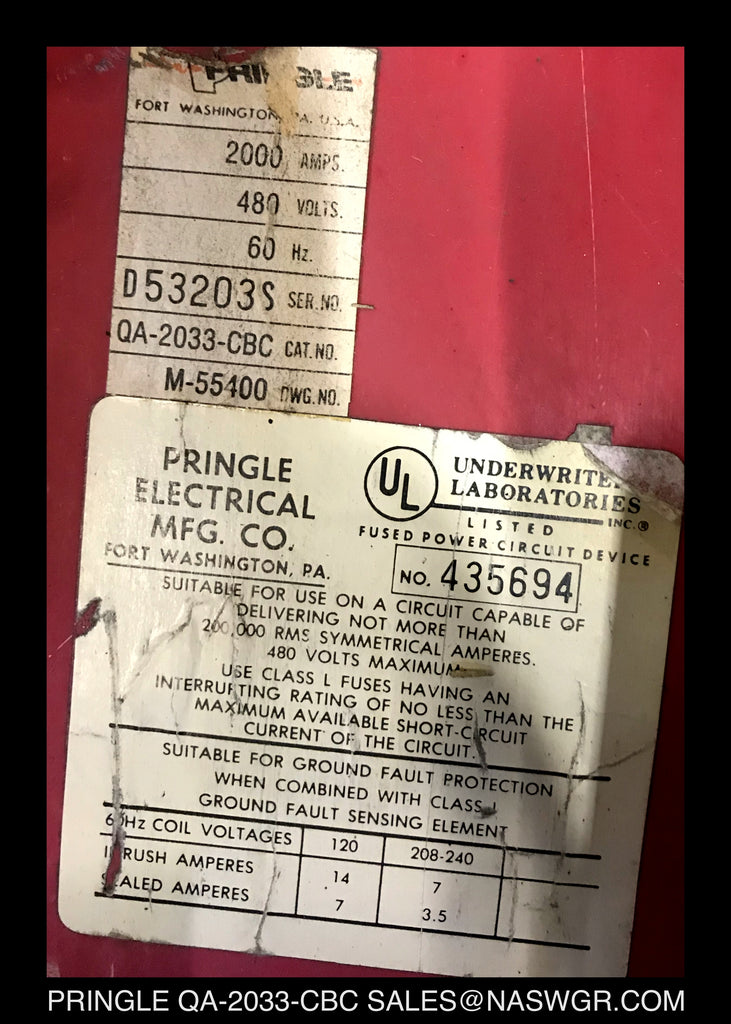 PRINGLE
FORT WASHINGTON, PA. U.S.A.
2000 AMPS.
480 VOLTS.
60 Hz.
D53203S SER.NO.
QA-2033-CBC CAT.NO.
M-55400 DWG.NO.
PRINGLE
ELECTRICAL
MFG. CO.
FORT WASHINGTON, PA.
UL
UNDERWRITERS
LABORATORIES
INC.®
LISTED
FUSED POWER CIRCUIT DEVICE
NO. 435694
SUITABLE FOR USE ON A CIRCUIT CAPABLE OF
DELIVERING NOT MORE THAN
200,000 RMS SYMMETRICAL AMPERES.
480 VOLTS MAXIMUM
USE CLASS L FUSES HAVING AN
INTERRUPTING RATING OF NO LESS THAN THE
MAXIMUM AVAILABLE SHORT-CIRCUIT
CURRENT OF THE CIRCUIT.
SUITABLE FOR GROUND FAULT PROTECTION
WHEN COMBINED WITH CLASS I
GROUND FAULT SENSING ELEMENT
60Hz COIL VOLTAGES 120 208-240
INRUSH AMPERES 14 7
SEALED AMPERES 7 3.5
PRINGLE QA-2033-CBC SALES@NASWGR.COM